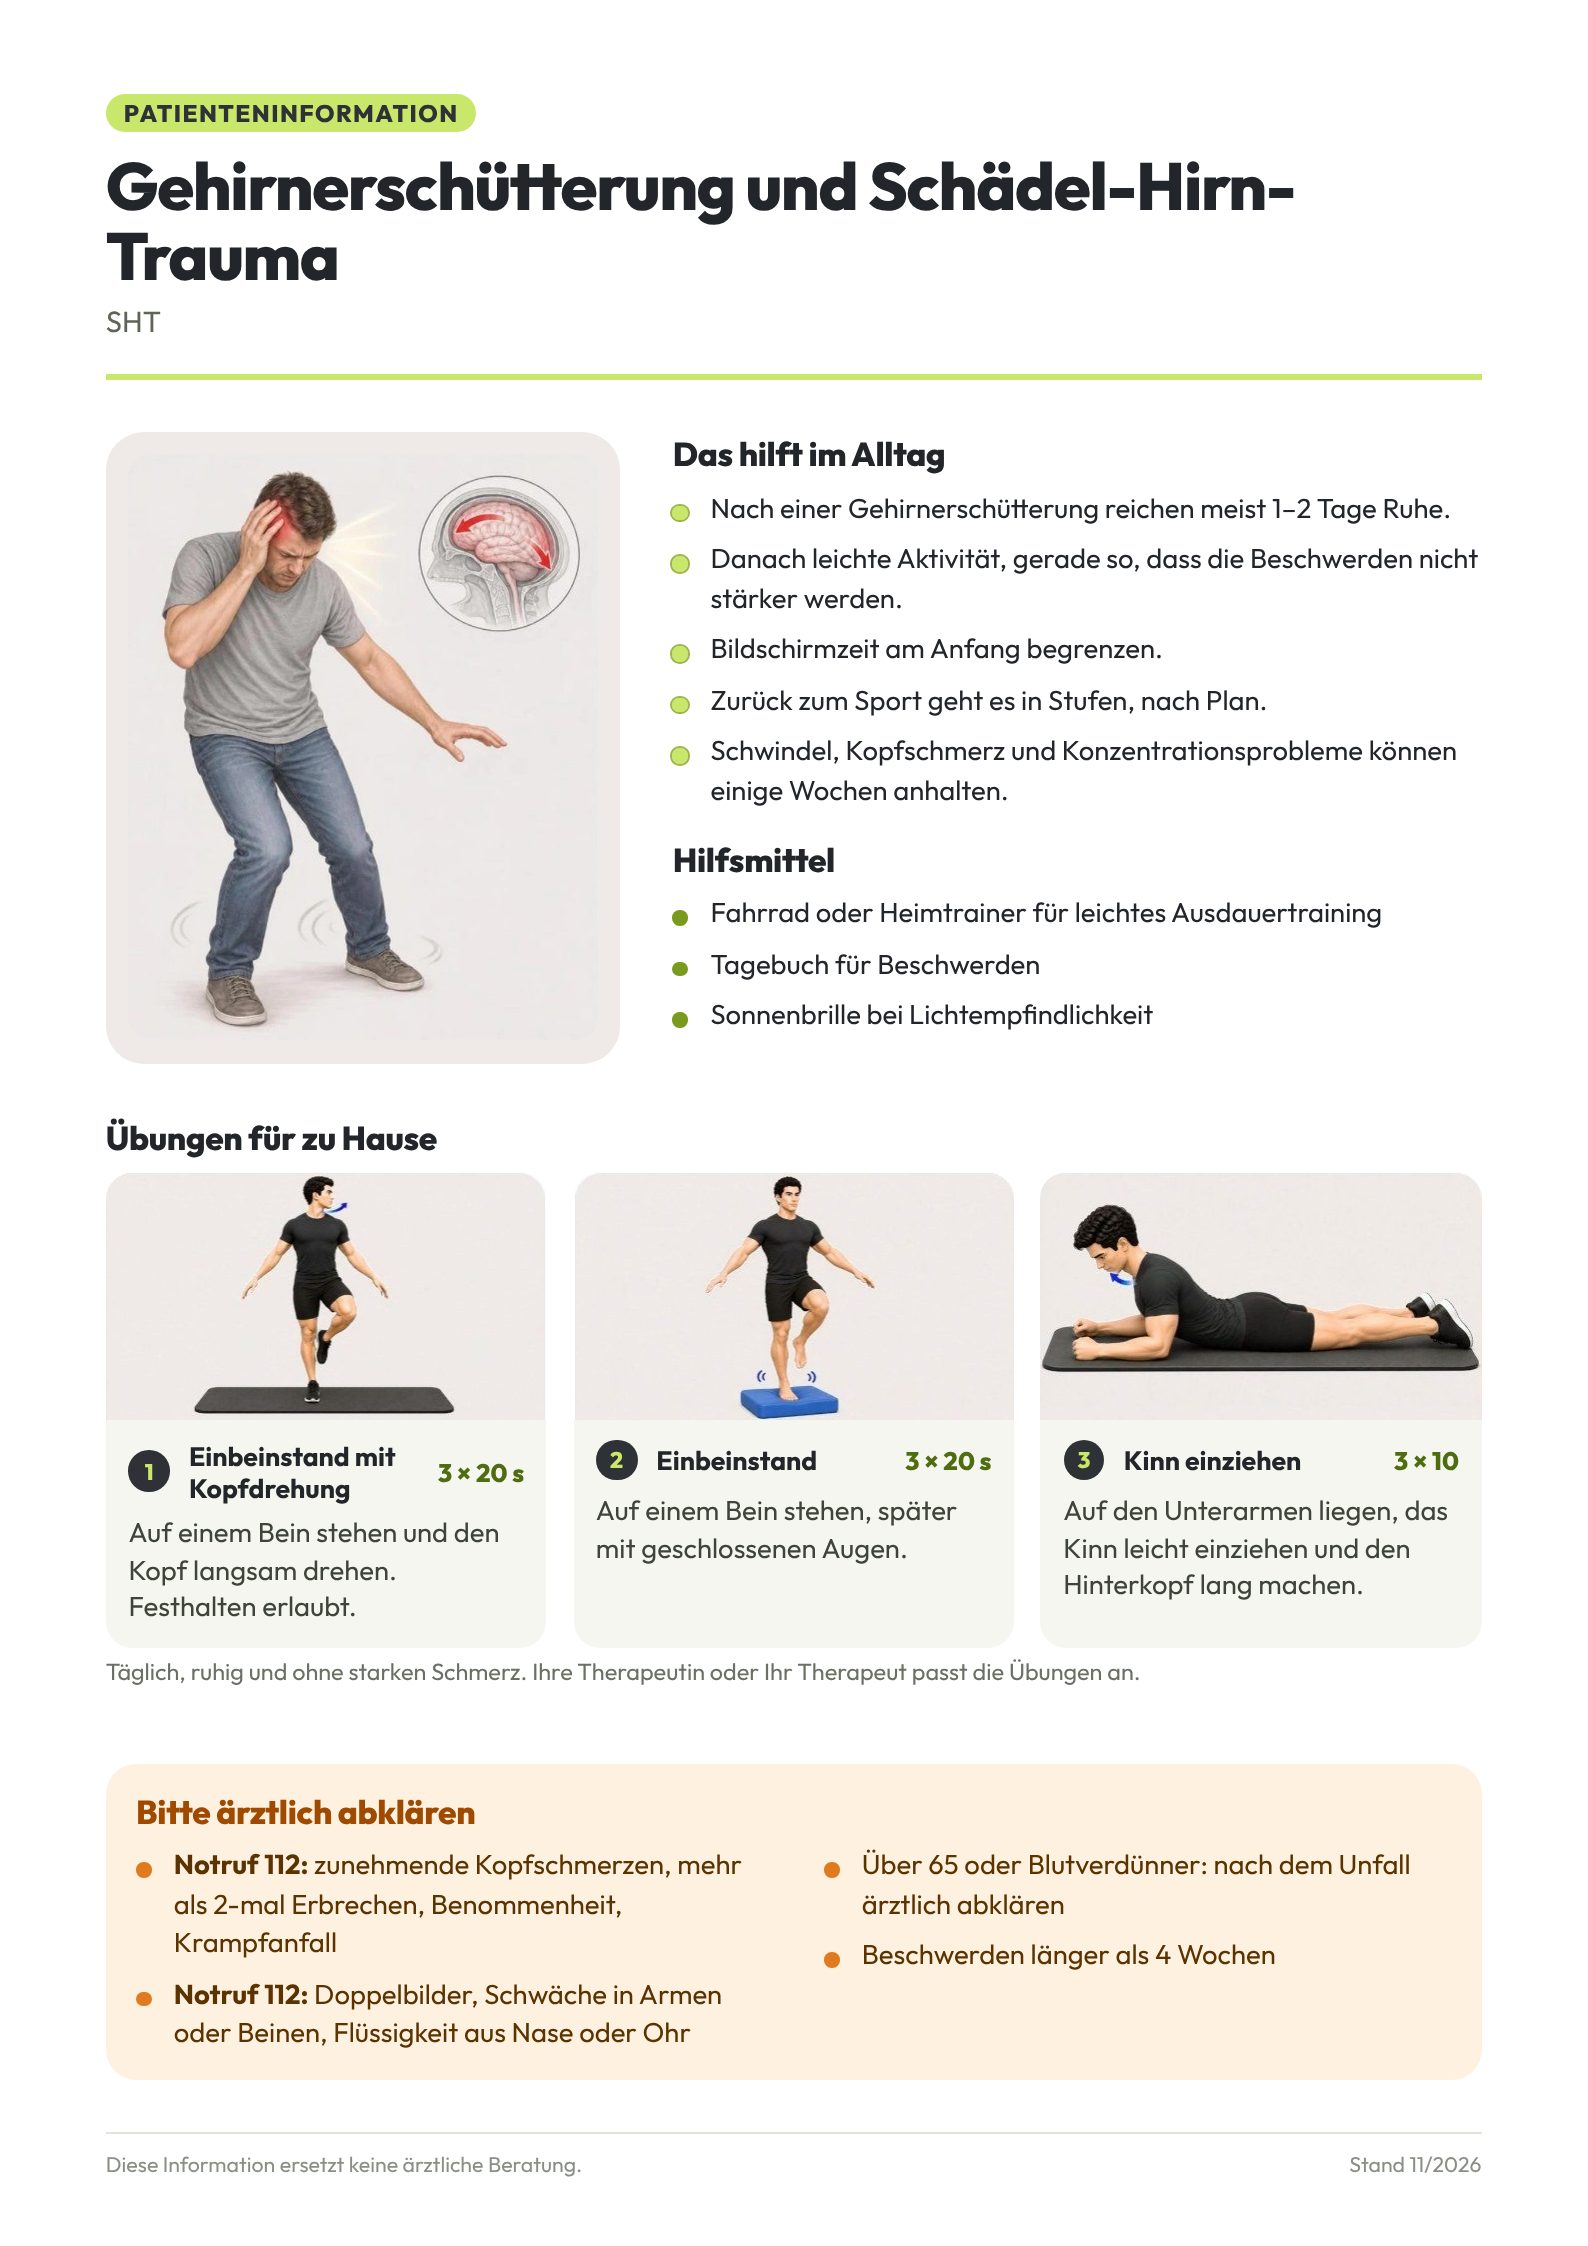 PATIENTENINFORMATION
Gehirnerschütterung und Schädel-Hirn-
Trauma
SHT
Das hilft im Alltag
Nach einer Gehirnerschütterung reichen meist 1–2 Tage Ruhe.
Danach leichte Aktivität, gerade so, dass die Beschwerden nicht
stärker werden.
Bildschirmzeit am Anfang begrenzen.
Zurück zum Sport geht es in Stufen, nach Plan.
Schwindel, Kopfschmerz und Konzentrationsprobleme können
einige Wochen anhalten.
Hilfsmittel
Fahrrad oder Heimtrainer für leichtes Ausdauertraining
Tagebuch für Beschwerden
Sonnenbrille bei Lichtempfindlichkeit
Übungen für zu Hause
1 Einbeinstand mit
Kopfdrehung
3 × 20 s
Auf einem Bein stehen und den
Kopf langsam drehen.
Festhalten erlaubt.
2 Einbeinstand 3 × 20 s
Auf einem Bein stehen, später
mit geschlossenen Augen.
3 Kinn einziehen 3 × 10
Auf den Unterarmen liegen, das
Kinn leicht einziehen und den
Hinterkopf lang machen.
Täglich, ruhig und ohne starken Schmerz. Ihre Therapeutin oder Ihr Therapeut passt die Übungen an.
Bitte ärztlich abklären
Notruf 112: zunehmende Kopfschmerzen, mehr
als 2-mal Erbrechen, Benommenheit,
Krampfanfall
Notruf 112: Doppelbilder, Schwäche in Armen
oder Beinen, Flüssigkeit aus Nase oder Ohr
Über 65 oder Blutverdünner: nach dem Unfall
ärztlich abklären
Beschwerden länger als 4 Wochen
Diese Information ersetzt keine ärztliche Beratung.
Stand 11/2026